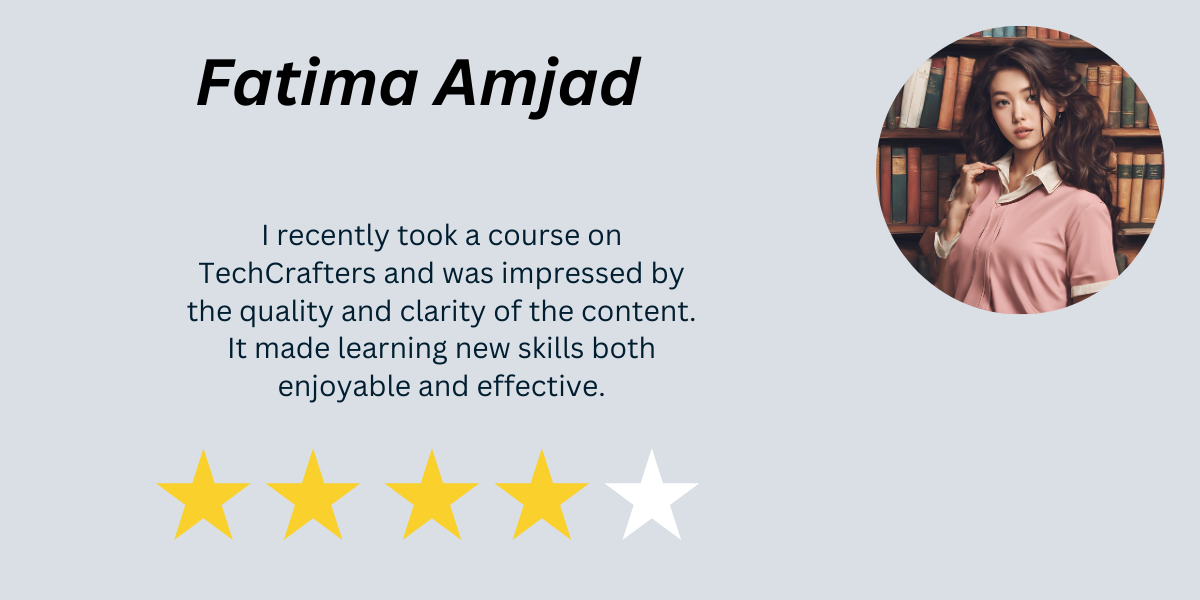 Fatima Amjad
I recently took a course on
TechCrafters and was impressed by
the quality and clarity of the content.
It made learning new skills both
enjoyable and effective.